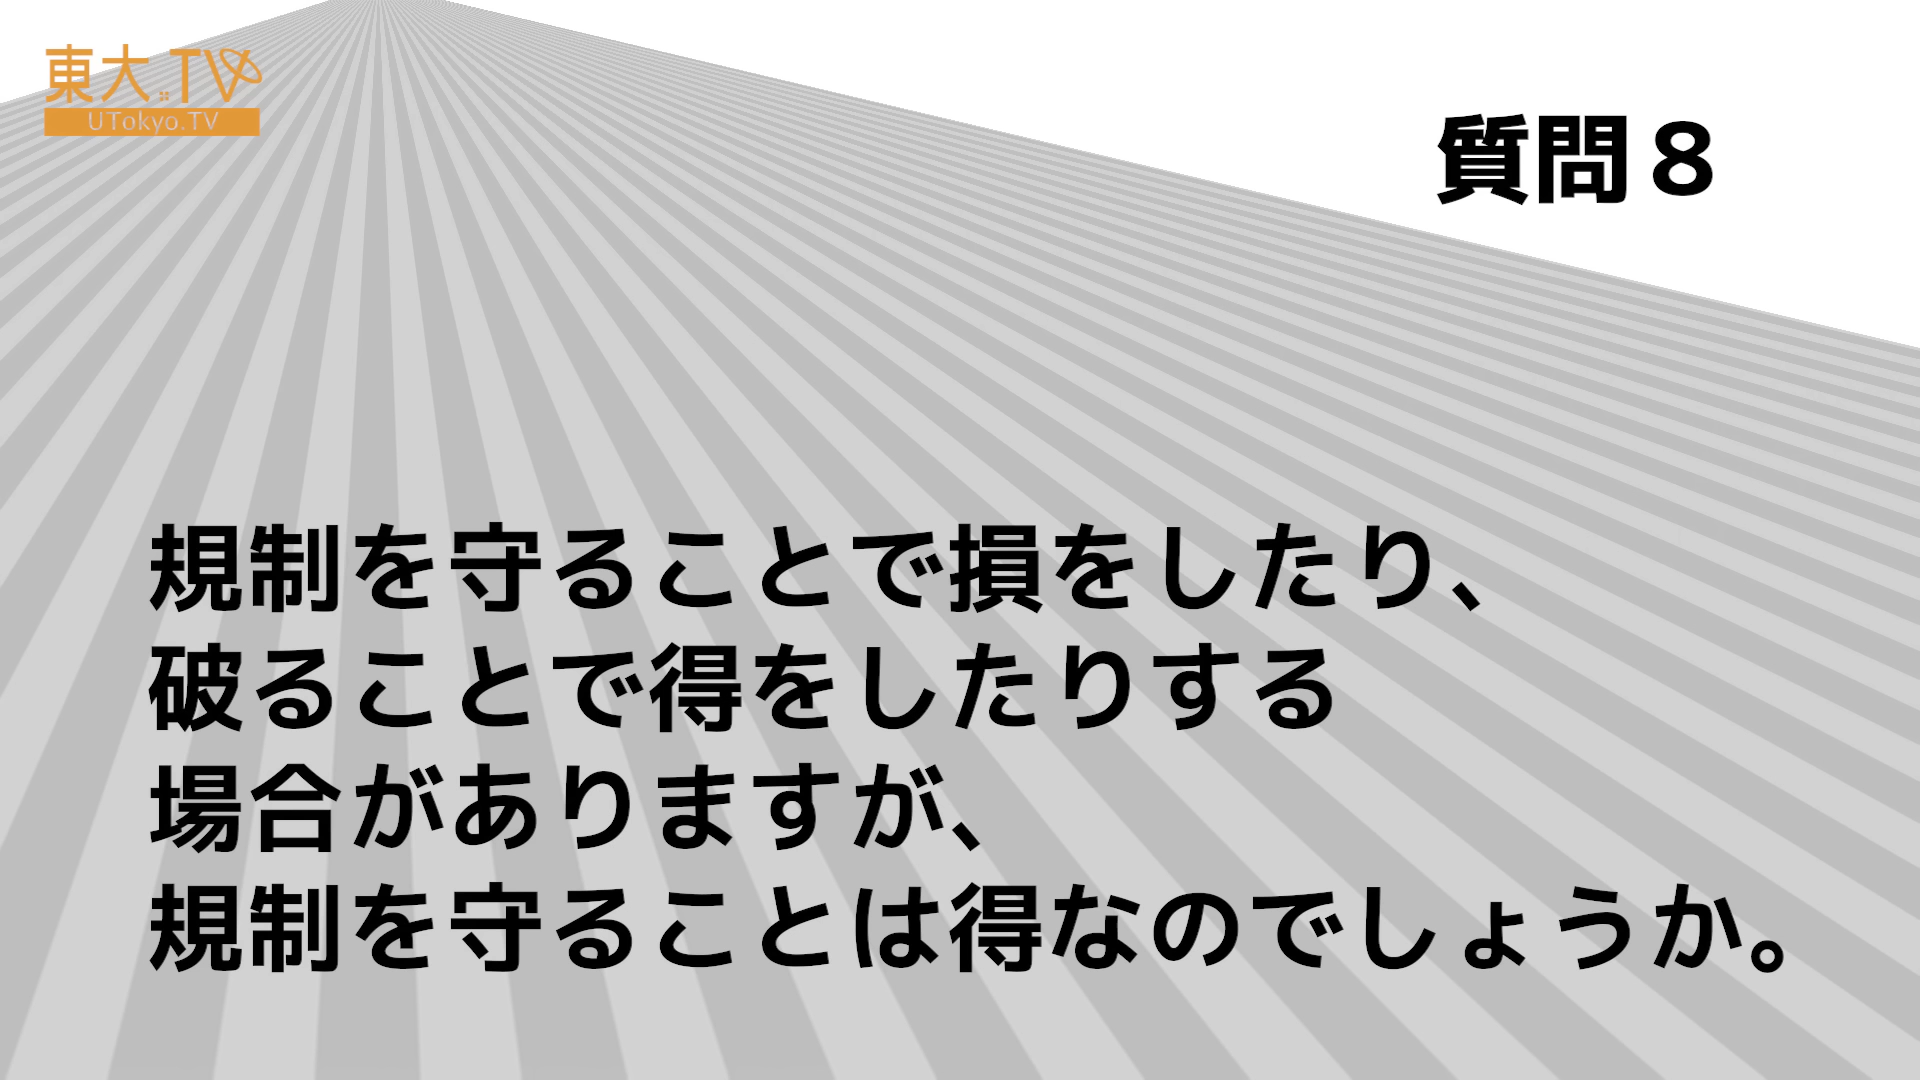 東大.TV
UTokyo.TV
質問８
規制を守ることで損をしたり、
破ることで得をしたりする
場合がありますが、
規制を守ることは得なのでしょうか。